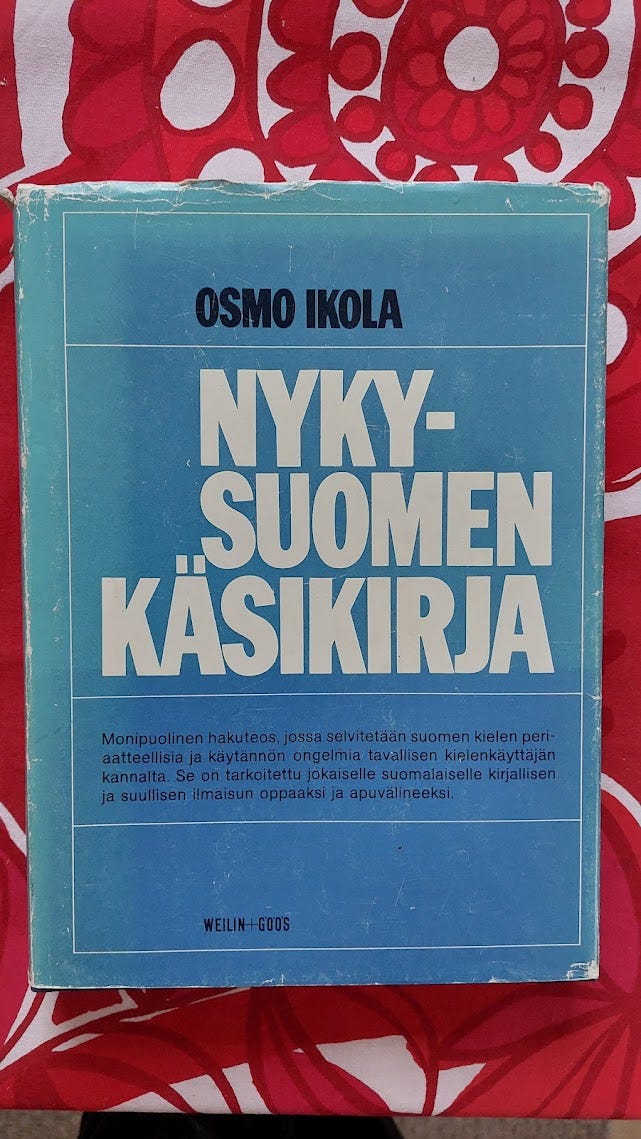 OSMO IKOLA
NYKY-
SUOMEN
KÄSIKIRJA
Monipuolinen hakuteos, jossa selvitetään suomen kielen peri-
aatteellisia ja käytännön ongelmia tavallisen kielenkäyttäjän
kannalta. Se on tarkoitettu jokaiselle suomalaiselle kirjallisen
ja suullisen ilmaisun oppaaksi ja apuvälineeksi.
WEILIN+GÖÖS